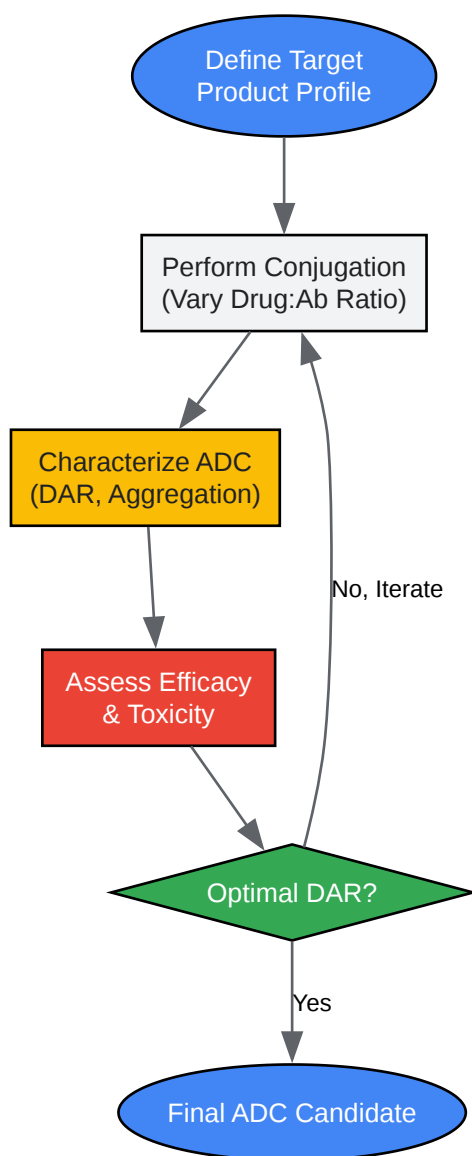 Define Target
Product Profile
Perform Conjugation
(Vary Drug:Ab Ratio)
Characterize ADC
(DAR, Aggregation)
No, Iterate
Assess Efficacy
& Toxicity
Optimal DAR?
Yes
Final ADC Candidate